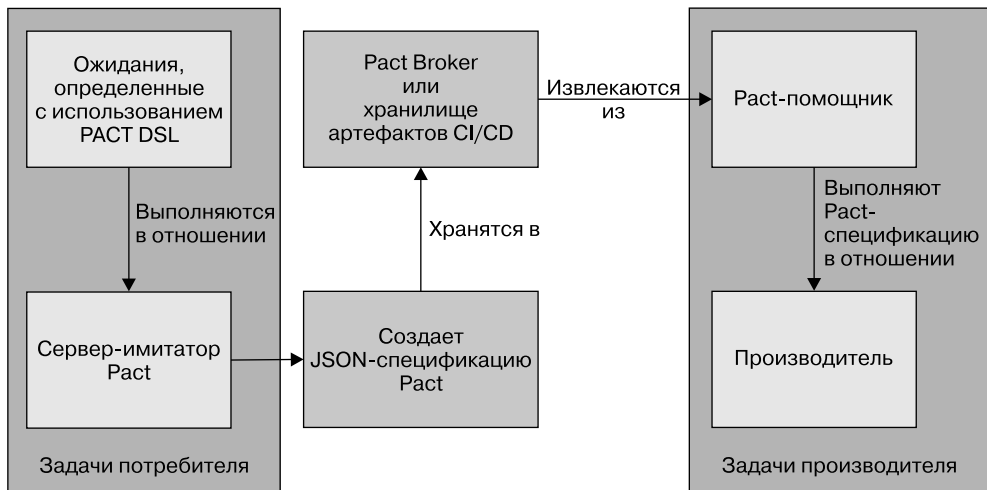 Ожидания,
определенные
с использованием
PACT DSL
Выполняются
в отношении
Сервер-имитатор
Pact
Задачи потребителя
Pact Broker
или
хранилище
артефактов CI/CD
Хранятся в
Создает
JSON-спецификацию
Pact
Извлекаются
из
Pact-помощник
Выполняют
Pact-
спецификацию
в отношении
Производитель
Задачи производителя